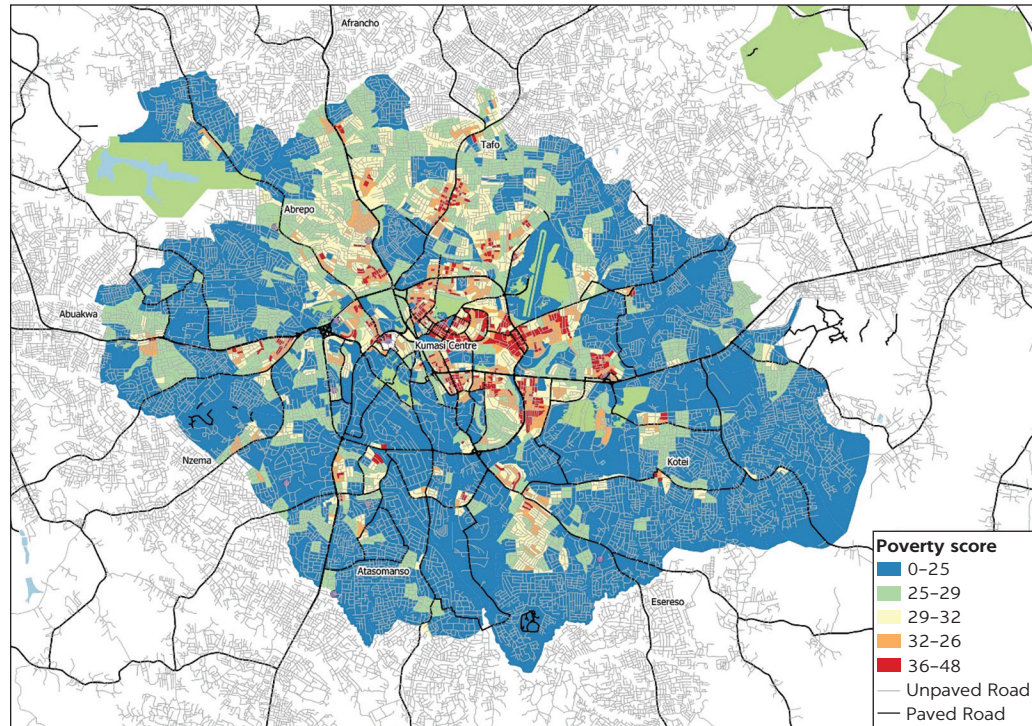 Afrancho
Tafo
Abrepo
Abuakwa
Kumasi Centre
Nzema
Kotei
Atasomanso
Esereso
Poverty score
0–25
25–29
29–32
32–26
36–48
Unpaved Road
Paved Road